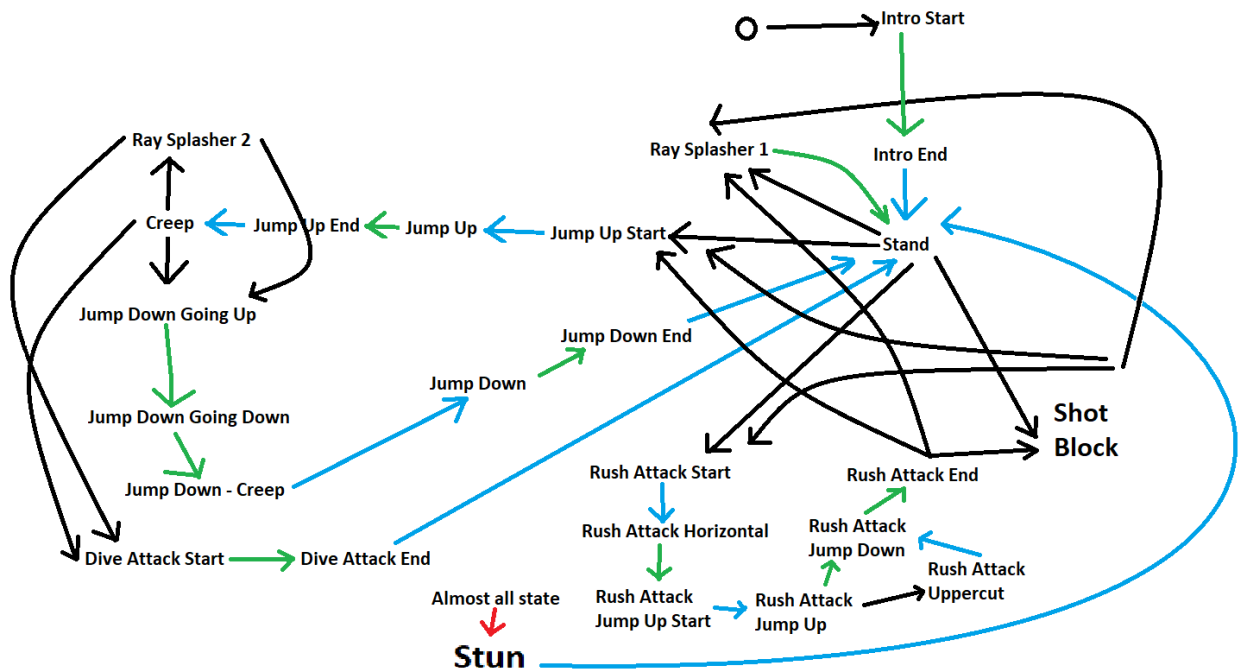 Intro Start
Ray Splasher 2
Ray Splasher 1
Intro End
Creep
Jump Up End
Jump Up
Jump Up Start
Stand
Jump Down Going Up
Jump Down End
Jump Down
Jump Down Going Down
Shot
Block
Jump Down - Creep
Rush Attack Start
Rush Attack End
Rush Attack Horizontal
Rush Attack
Jump Down
Dive Attack Start
Dive Attack End
Rush Attack
Uppercut
Almost all state
Rush Attack
Jump Up Start
Rush Attack
Jump Up
Stun